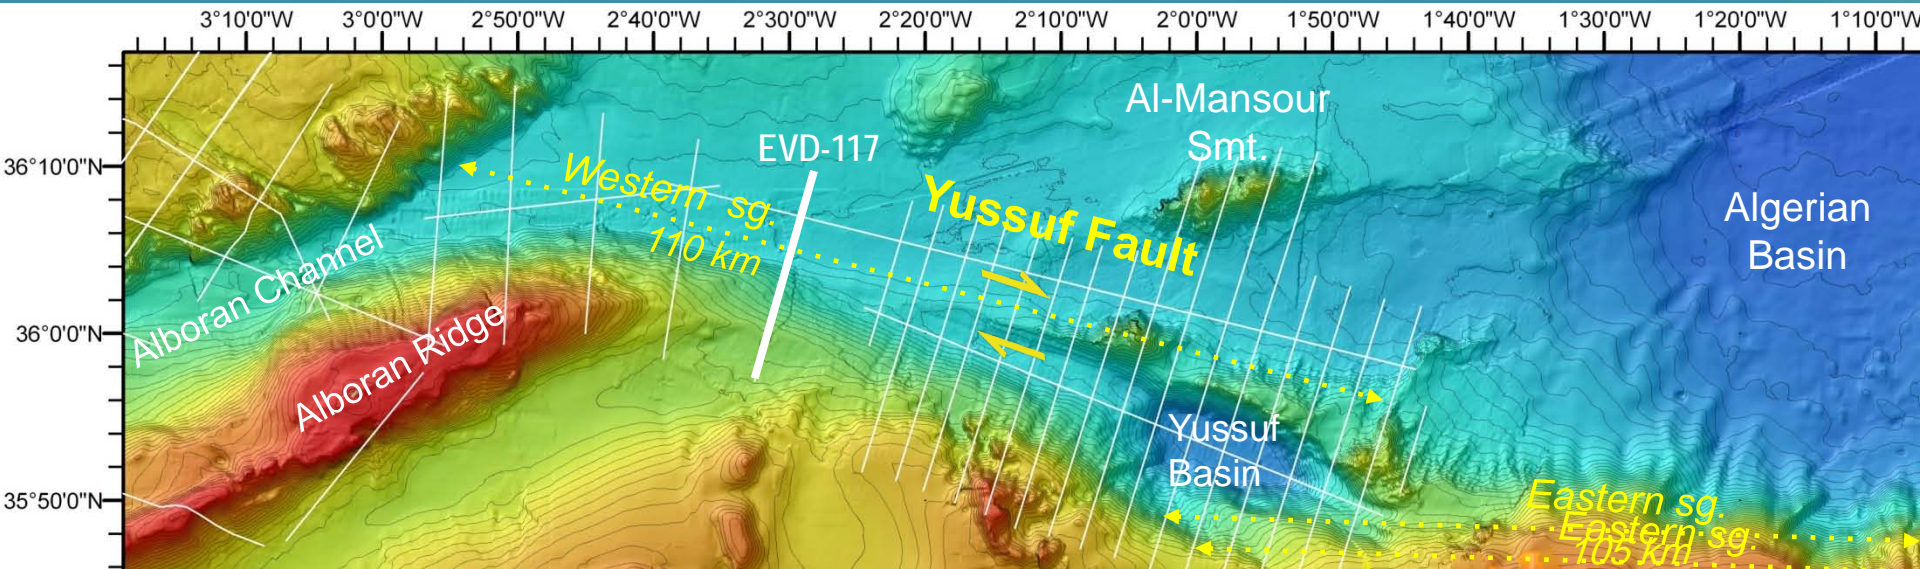 3°10'0"W 3°0'0"W 2°50'0"W 2°40'0"W 2°30'0"W 2°20'0"W 2°10'0"W 2°0'0"W 1°50'0"W 1°40'0"W 1°30'0"W 1°20'0"W 1°10'0"W
Al-Mansour
Smt.
EVD-117
36°10'0"N
Western sg.
110 km
Yussuf Fault
Algerian
Basin
Alboran Channel
36°0'0"N
Alboran Ridge
Yussuf
Basin
35°50'0"N
Eastern sg.
Eastern sg.
105 km